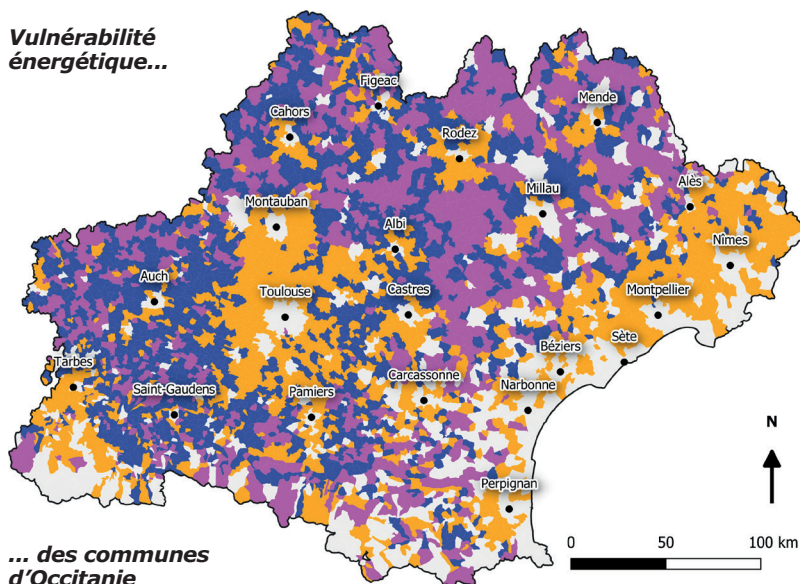 Vulnérabilité
énergétique...
Figeac
Cahors
Mende
Rodez
Alès
Millau
Montauban
Albi
Nîmes
Auch
Toulouse
Castres
Montpellier
Sète
Béziers
Tarbes
Carcassonne
Saint-Gaudens
Pamiers
Narbonne
N
Perpignan
0 50 100 km
... des communes
d'Occitanie